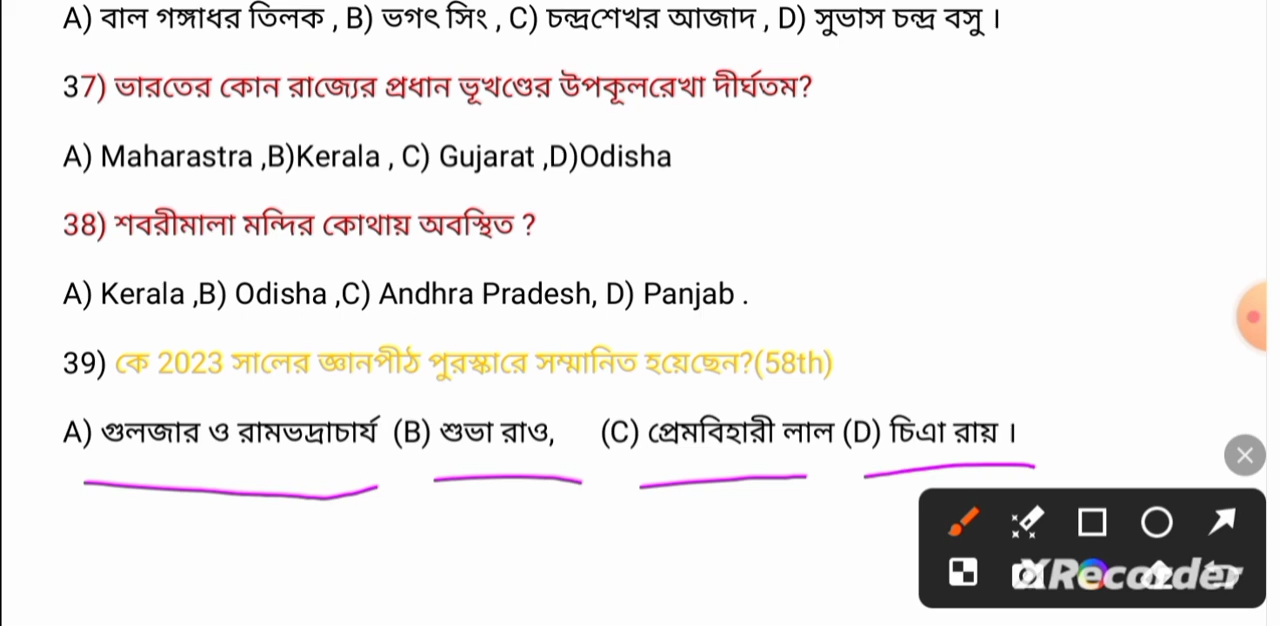 A) বাল গঙ্গাধর তিলক , B) ভগৎ সিং , C) চন্দ্রশেখর আজাদ , D) সুভাস চন্দ্র বসু ।
37) ভারতের কোন রাজ্যের প্রধান ভূখণ্ডের উপকূলরেখা দীর্ঘতম?
A) Maharastra ,B)Kerala , C) Gujarat ,D)Odisha
38) শবরীমালা মন্দির কোথায় অবস্থিত ?
A) Kerala ,B) Odisha ,C) Andhra Pradesh, D) Panjab .
39) কে 2023 সালের জ্ঞানপীঠ পুরস্কারে সম্মানিত হয়েছেন?(58th)
A) গুলজার ও রামভদ্রাচার্য (B) শুভা রাও, (C) প্রেমবিহারী লাল (D) চিএা রায় ।
XRecorder